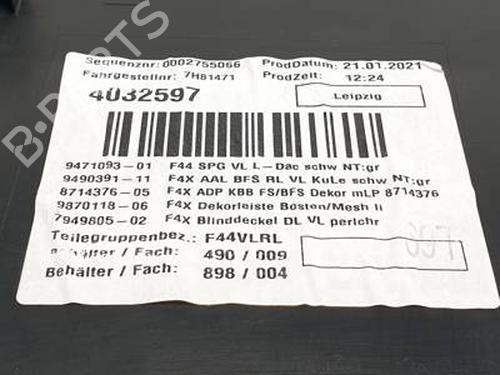 Sequenznr: 0002755066 ProdDatum: 21.01.2021
Fahrgestellnr: 7H81471 ProdZeit: 12:24
4032597 Leipzig
9471093-01 F44 SPG VL L-Dac schw NT:gr
9490391-11 F4X AAL BFS RL VL KuLe schw NT:gr
8714376-05 F4X ADP KBB FS/BFS Dekor mLP 8714376
9870118-06 F4X Dekorleiste Boston/Mesh li
7949805-02 F4X Blinddeckel DL VL perlchr
Teilegruppenbez.: F44VLRL
Behälter / Fach: 490 / 009
Behälter / Fach: 898 / 004
B-PARTS